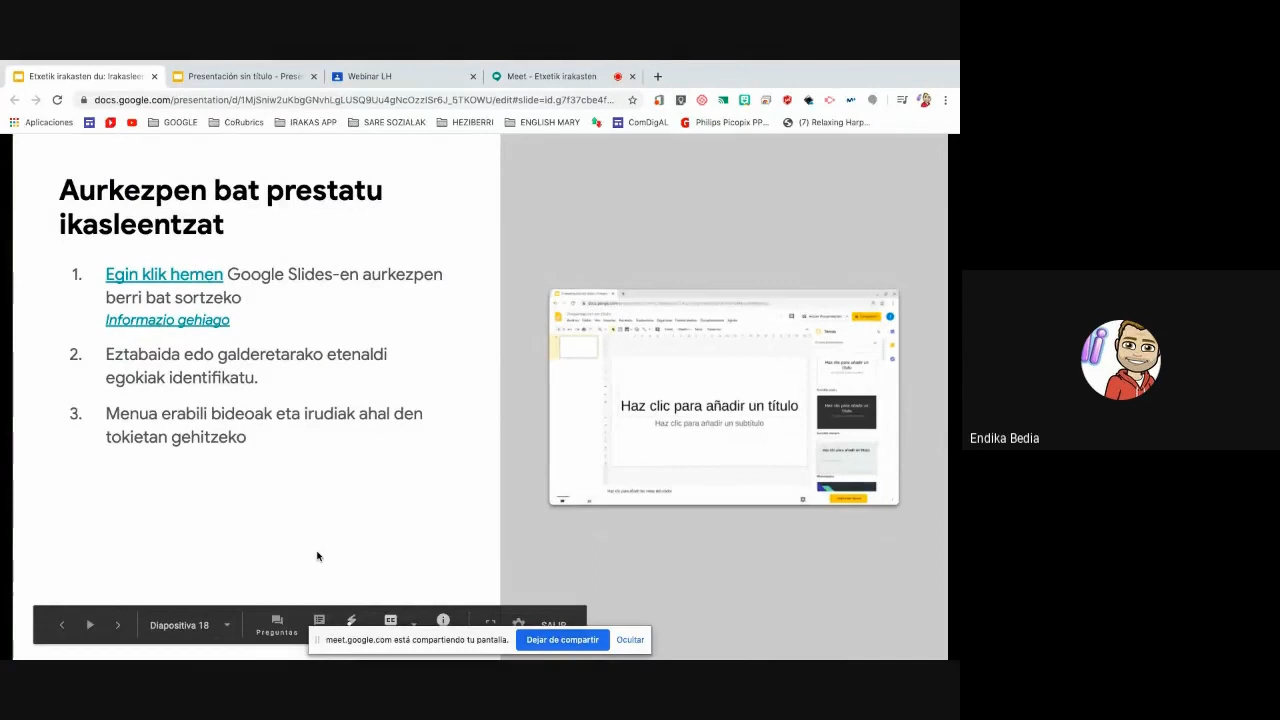 Etxetik irakasten du: Irakasleen
Presentación sin título - Prese
Webinar LH
Meet - Etxetik irakasten
docs.google.com/presentation/d/1MjSniw2uKbgGNvhLgLUSQ9Uu4gNcOzzISr6J_5TKOWU/edit#slide=id.g7f37cbe4f...
Aplicaciones
GOOGLE
CoRubrics
IRAKAS APP
SARE SOZIALAK
HEZIBERRI
ENGLISH MARY
ComDigAL
Philips Picopix PP...
(7) Relaxing Harp...
Aurkezpen bat prestatu
ikasleentzat
1. Egin klik hemen Google Slides-en aurkezpen
berri bat sortzeko
Informazio gehiago
2. Eztabaida edo galderetarako etenaldi
egokiak identifikatu.
3. Menua erabili bideoak eta irudiak ahal den
tokietan gehitzeko
Haz clic para añadir un título
Haz clic para añadir un subtítulo
Diapositiva 18
Preguntas
SALIR
meet.google.com está compartiendo tu pantalla.
Dejar de compartir
Ocultar
Endika Bedia